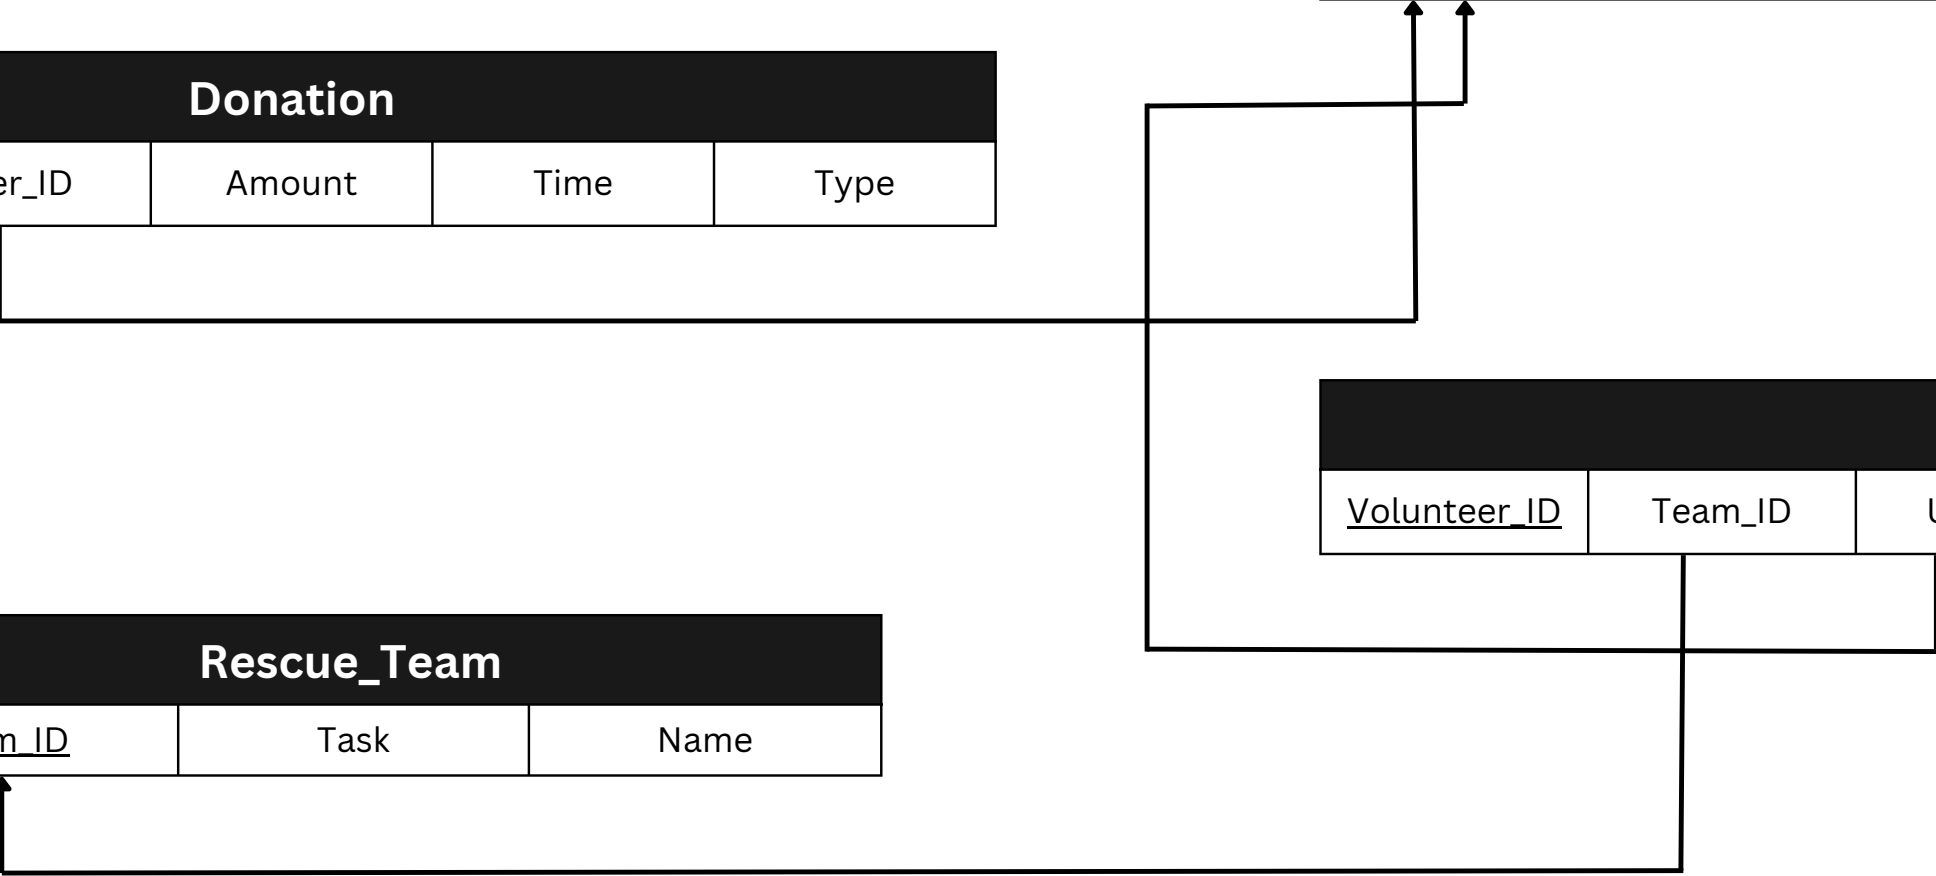 Donation
er_ID Amount Time Type
Volunteer_ID Team_ID
Rescue_Team
m_ID Task Name